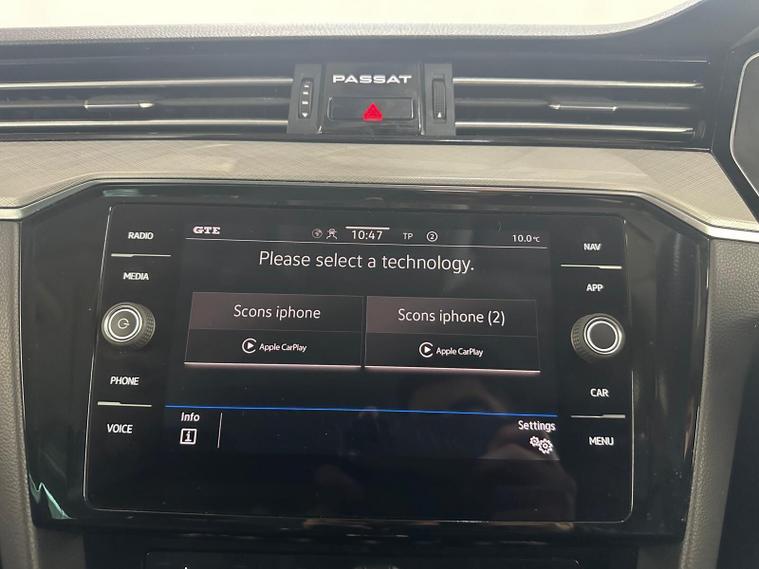 PASSAT
RADIO
MEDIA
PHONE
VOICE
GTE
10:47
TP
2
10.0°C
Please select a technology.
Scons iphone
Apple CarPlay
Scons iphone (2)
Apple CarPlay
Info
Settings
NAV
APP
CAR
MENU